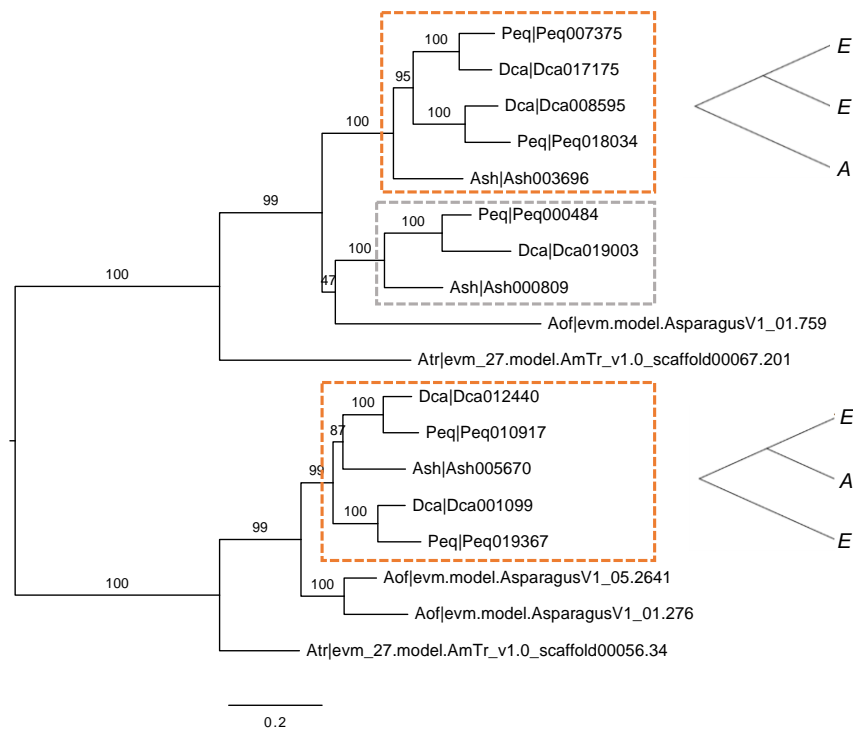 100
Peq|Peq007375
E
Dca|Dca017175
95
Dca|Dca008595
E
100
100
Peq|Peq018034
A
Ash|Ash003696
99
Peq|Peq000484
100
100
Dca|Dca019003
100
47
Ash|Ash000809
Aof|evm.model.AsparagusV1_01.759
Atr|evm_27.model.AmTr_v1.0_scaffold00067.201
Dca|Dca012440
100
E
87
Peq|Peq010917
99
Ash|Ash005670
A
Dca|Dca001099
100
99
Peq|Peq019367
E
Aof|evm.model.AsparagusV1_05.2641
100
100
Aof|evm.model.AsparagusV1_01.276
Atr|evm_27.model.AmTr_v1.0_scaffold00056.34
0.2